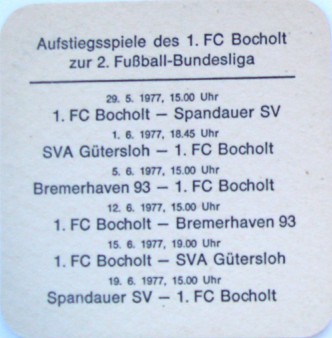 Aufstiegsspiele des 1. FC Bocholt
zur 2. Fußball-Bundesliga
29. 5. 1977, 15.00 Uhr
1. FC Bocholt – Spandauer SV
1. 6. 1977, 18.45 Uhr
SVA Gütersloh – 1. FC Bocholt
5. 6. 1977, 15.00 Uhr
Bremerhaven 93 – 1. FC Bocholt
12. 6. 1977, 15.00 Uhr
1. FC Bocholt – Bremerhaven 93
15. 6. 1977, 19.00 Uhr
1. FC Bocholt – SVA Gütersloh
19. 6. 1977, 15.00 Uhr
Spandauer SV – 1. FC Bocholt